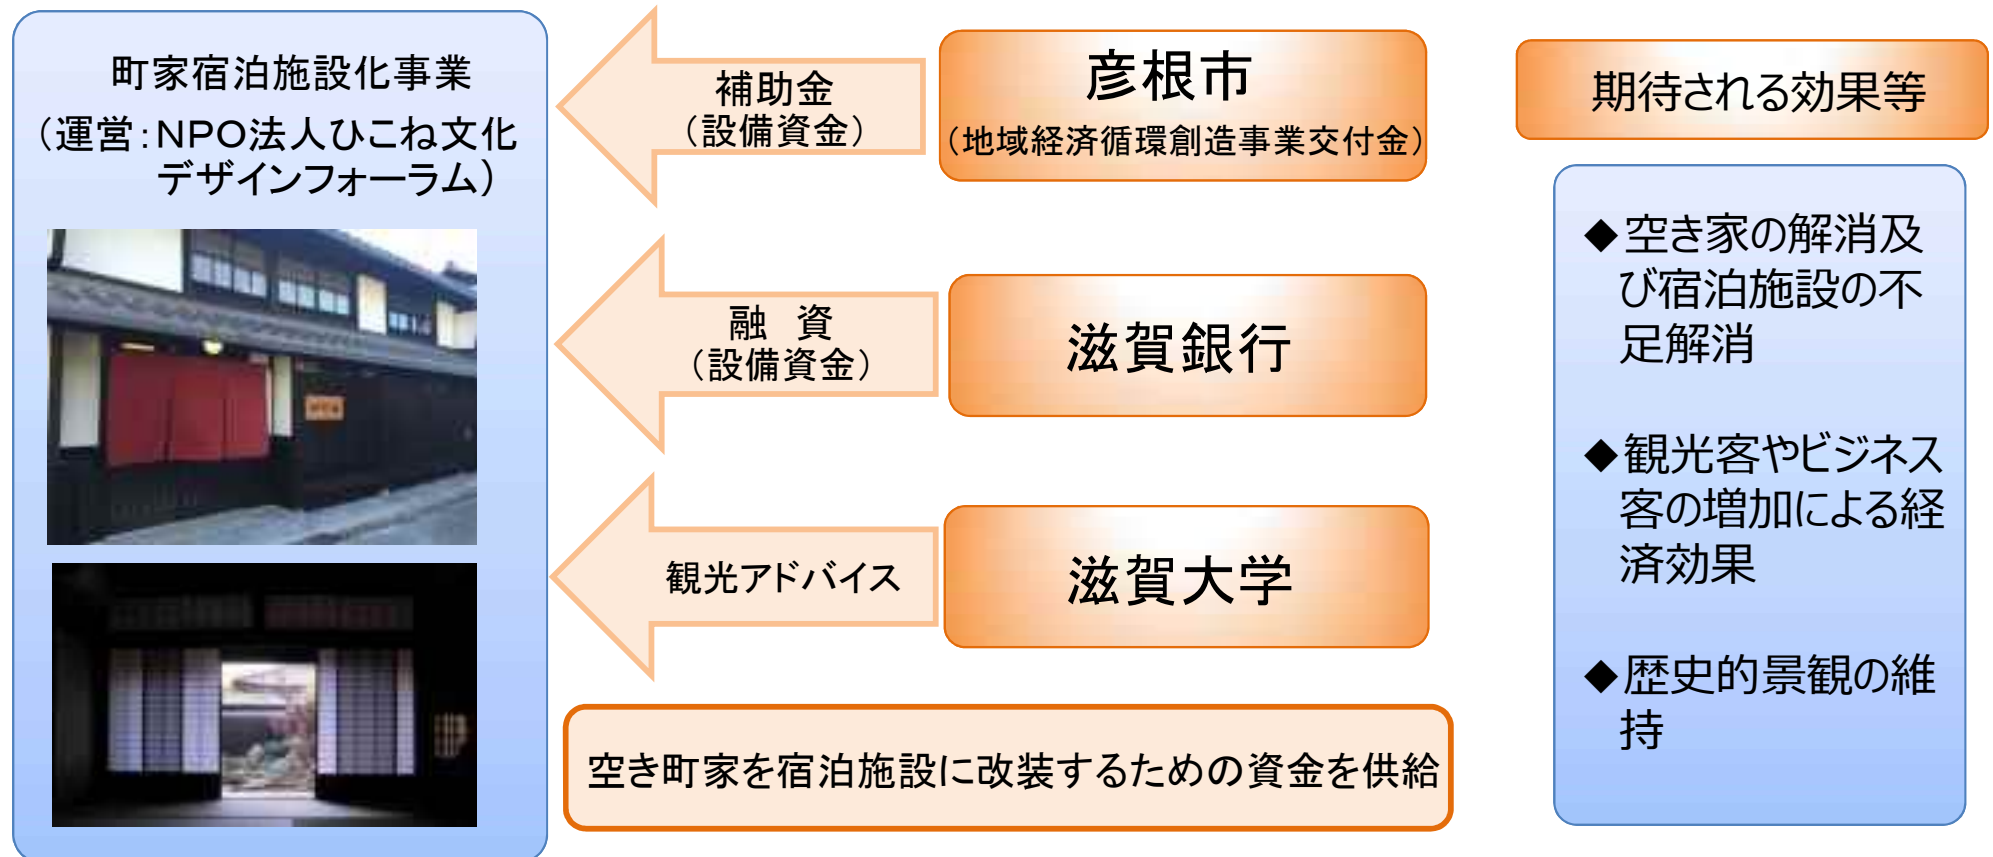 町家宿泊施設化事業
（運営：NPO法人ひこね文化
デザインフォーラム）
補助金
（設備資金）
彦根市
（地域経済循環創造事業交付金）
融　資
（設備資金）
滋賀銀行
観光アドバイス
滋賀大学
空き町家を宿泊施設に改装するための資金を供給
期待される効果等
◆空き家の解消及
び宿泊施設の不
足解消
◆観光客やビジネス
客の増加による経
済効果
◆歴史的景観の維
持